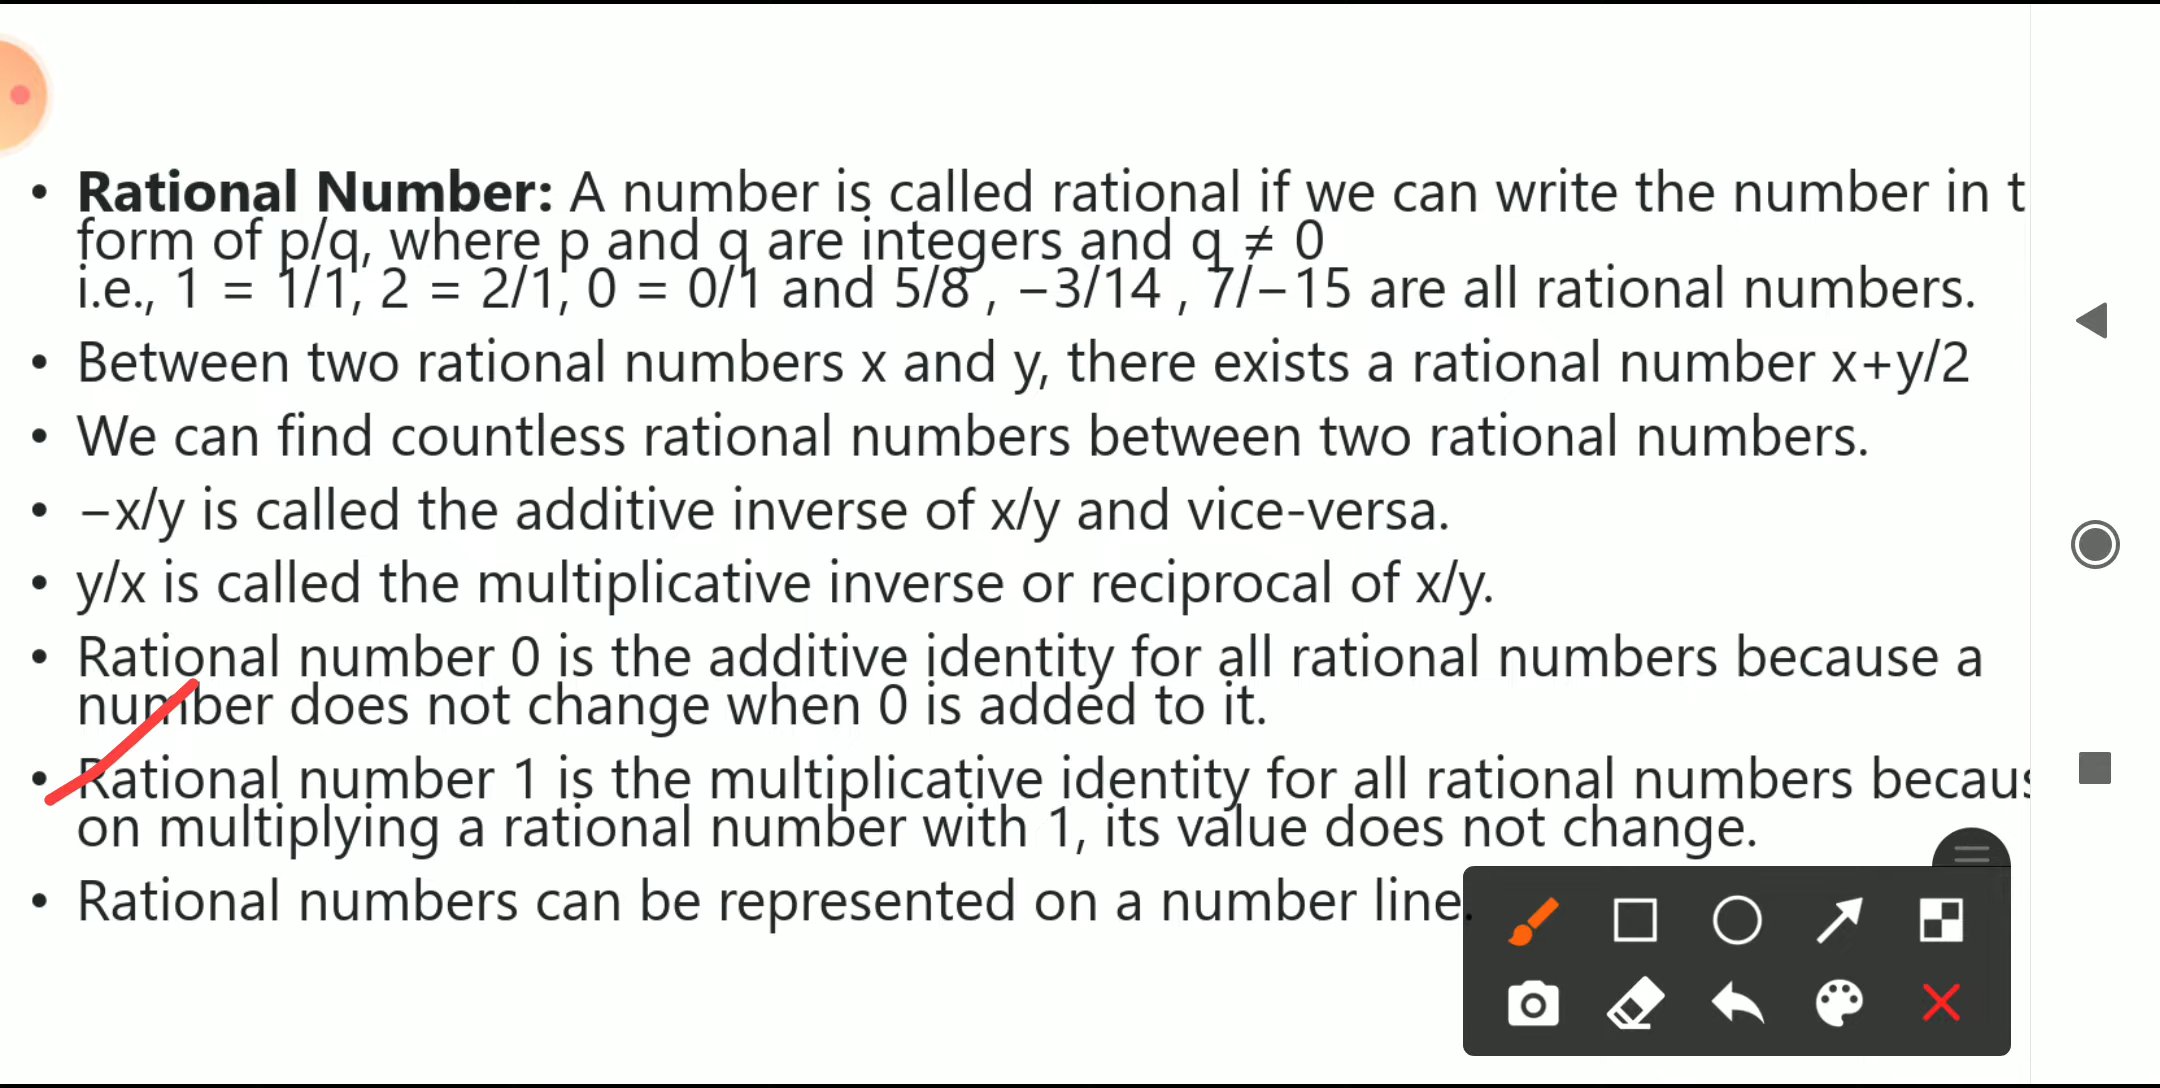 • Rational Number: A number is called rational if we can write the number in t
form of p/q, where p and q are integers and q ≠ 0
i.e., 1 = 1/1, 2 = 2/1, 0 = 0/1 and 5/8 , −3/14 , 7/−15 are all rational numbers.
• Between two rational numbers x and y, there exists a rational number x+y/2
• We can find countless rational numbers between two rational numbers.
• −x/y is called the additive inverse of x/y and vice-versa.
• y/x is called the multiplicative inverse or reciprocal of x/y.
• Rational number 0 is the additive identity for all rational numbers because a
number does not change when 0 is added to it.
• Rational number 1 is the multiplicative identity for all rational numbers becaus
on multiplying a rational number with 1, its value does not change.
• Rational numbers can be represented on a number line.